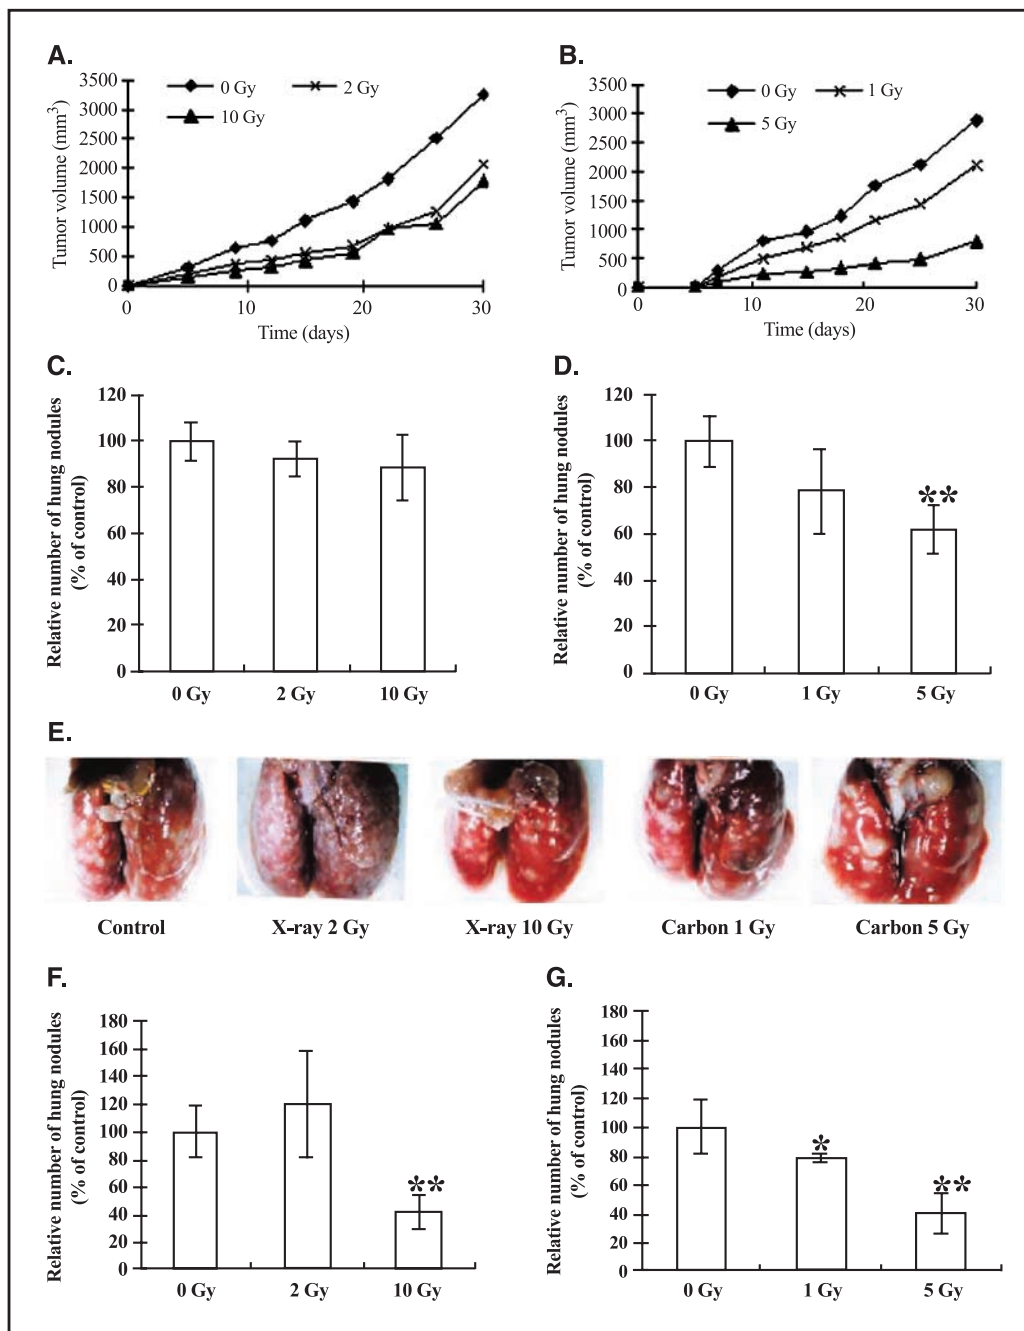 A.
0 Gy
2 Gy
10 Gy
Tumor volume (mm3)
3500
3000
2500
2000
1500
1000
500
0
0 10 20 30
Time (days)
B.
0 Gy
1 Gy
5 Gy
Tumor volume (mm3)
3500
3000
2500
2000
1500
1000
500
0
0 10 20 30
Time (days)
C.
Relative number of hung nodules
(% of control)
120
100
80
60
40
20
0
0 Gy 2 Gy 10 Gy
D.
Relative number of hung nodules
(% of control)
120
100
80
60
40
20
0
**
0 Gy 1 Gy 5 Gy
E.
Control X-ray 2 Gy X-ray 10 Gy Carbon 1 Gy Carbon 5 Gy
F.
Relative number of hung nodules
(% of control)
180
160
140
120
100
80
60
40
20
0
**
0 Gy 2 Gy 10 Gy
G.
Relative number of hung nodules
(% of control)
180
160
140
120
100
80
60
40
20
0
*
**
0 Gy 1 Gy 5 Gy